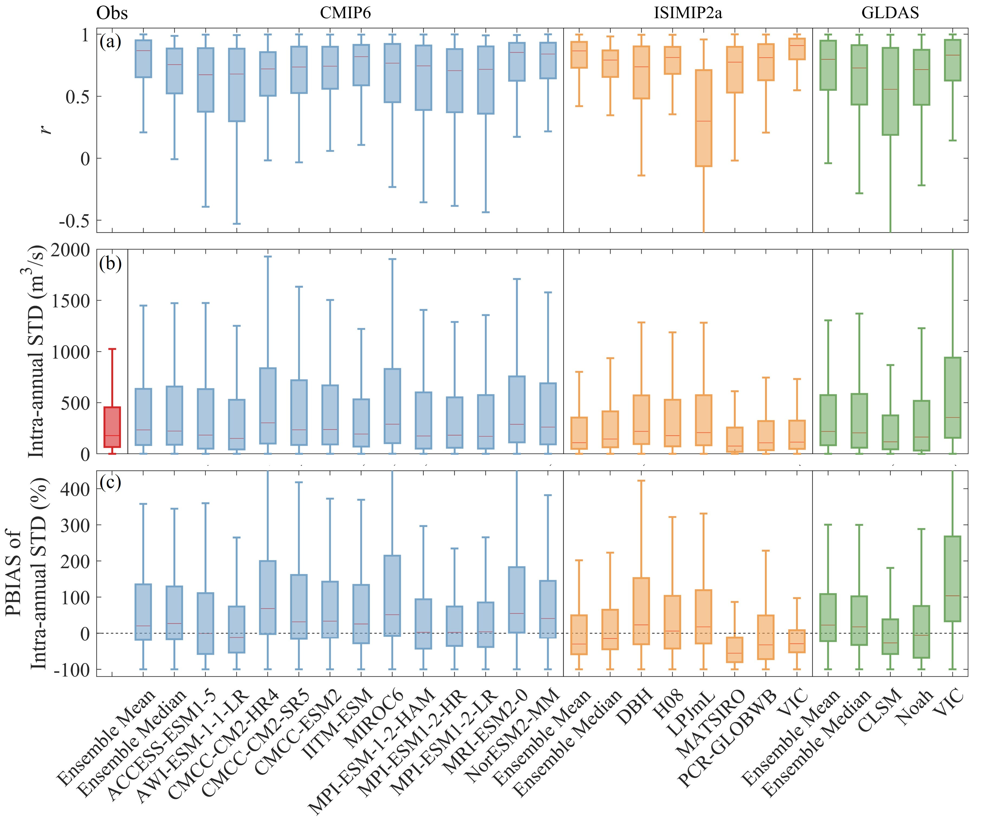 Obs CMIP6 ISIMIP2a GLDAS
(a)
1
0.5
0
-0.5
r
(b)
2000
1500
1000
500
0
Intra-annual STD (m³/s)
(c)
400
300
200
100
0
-100
PBIAS of
Intra-annual STD (%)
Ensemble Mean
Ensemble Median
ACCESS-ESM1-5
AWI-ESM-1-1-LR
CMCC-CM2-HR4
CMCC-CM2-SR5
CMCC-ESM2
IITM-ESM
MIROC6
MPI-ESM-1-2-HAM
MPI-ESM1-2-HR
MPI-ESM1-2-LR
MRI-ESM2-0
NorESM2-MM
Ensemble Mean
Ensemble Median
DBH
H08
LPJmL
MATSIRO
PCR-GLOBWB
VIC
Ensemble Mean
Ensemble Median
CLSM
Noah
VIC